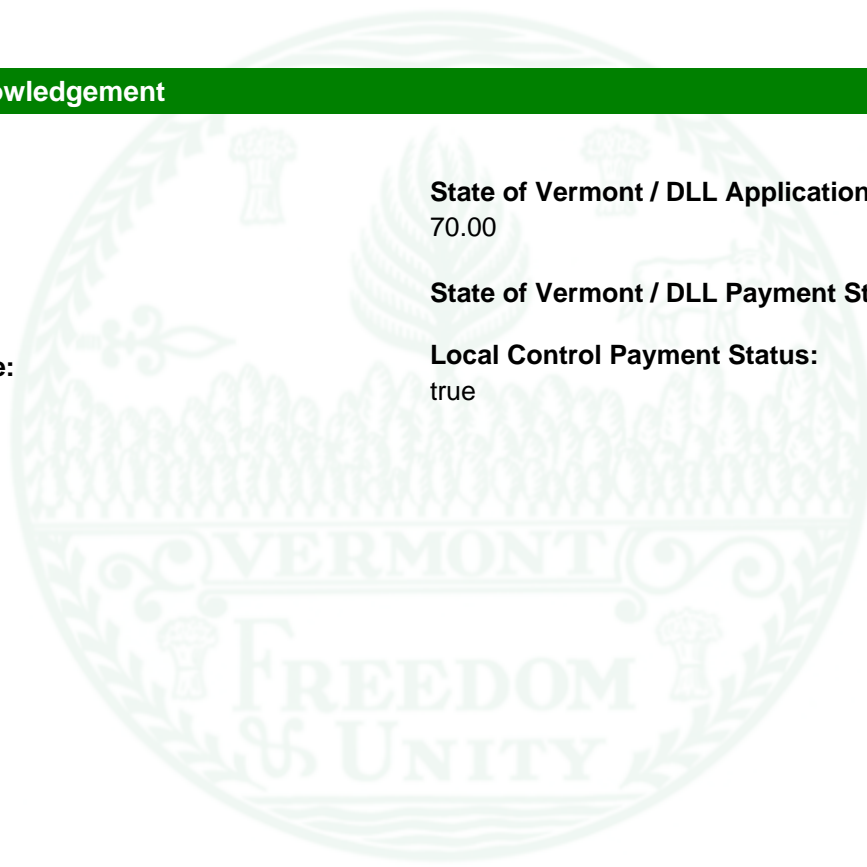 owledgement
State of Vermont / DLL Application
70.00
State of Vermont / DLL Payment St
e:
Local Control Payment Status:
true
VERMONT
FREEDOM
& UNITY